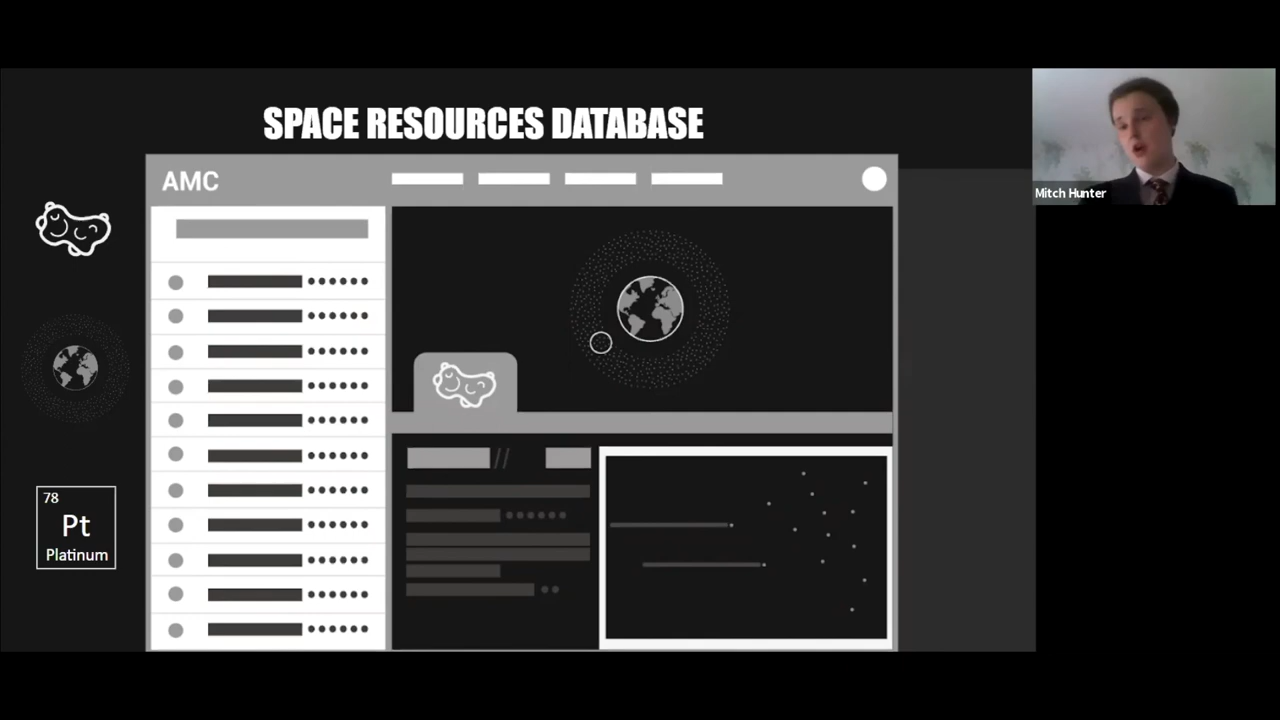 SPACE RESOURCES DATABASE
AMC
Mitch Hunter
78
Pt
Platinum